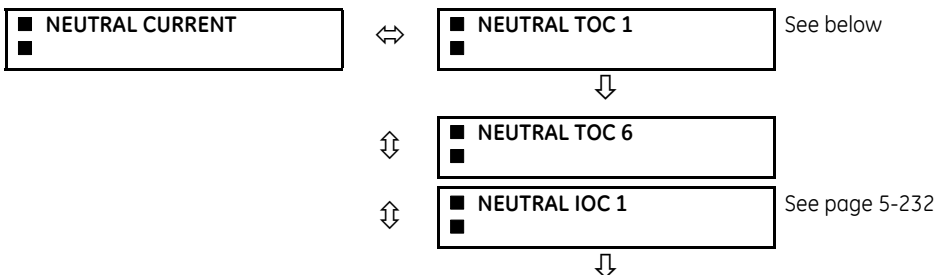 ■ NEUTRAL CURRENT
■
■ NEUTRAL TOC 1
■
See below
■ NEUTRAL TOC 6
■
■ NEUTRAL IOC 1
■
See page 5-232